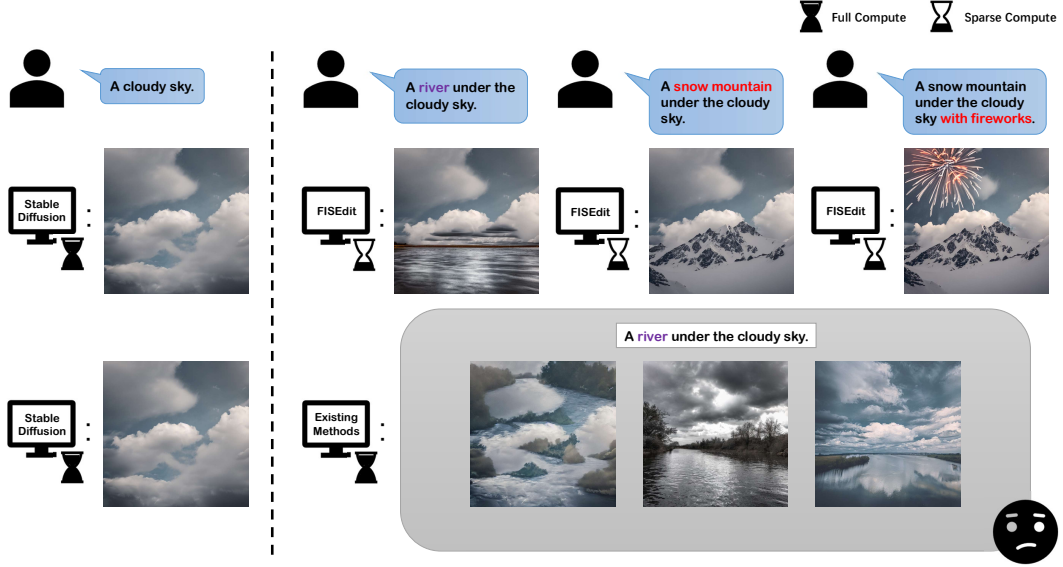 Full Compute
Sparse Compute
A cloudy sky.
A river under the
cloudy sky.
A snow mountain
under the cloudy
sky.
A snow mountain
under the cloudy
sky with fireworks.
Stable
Diffusion
:
FISEdit
:
FISEdit
:
FISEdit
:
A river under the cloudy sky.
Stable
Diffusion
:
Existing
Methods
: